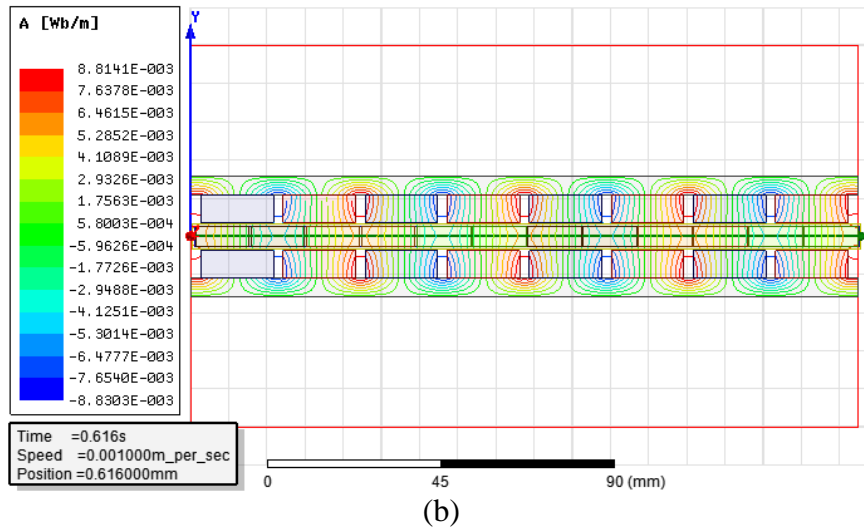 A [Wb/m]
8.8141E-003
7.6378E-003
6.4615E-003
5.2852E-003
4.1089E-003
2.9326E-003
1.7563E-003
5.8003E-004
-5.9626E-004
-1.7726E-003
-2.9488E-003
-4.1251E-003
-5.3014E-003
-6.4777E-003
-7.6540E-003
-8.8303E-003
Y
Time =0.616s
Speed =0.001000m_per_sec
Position =0.616000mm
0 45 90 (mm)
(b)